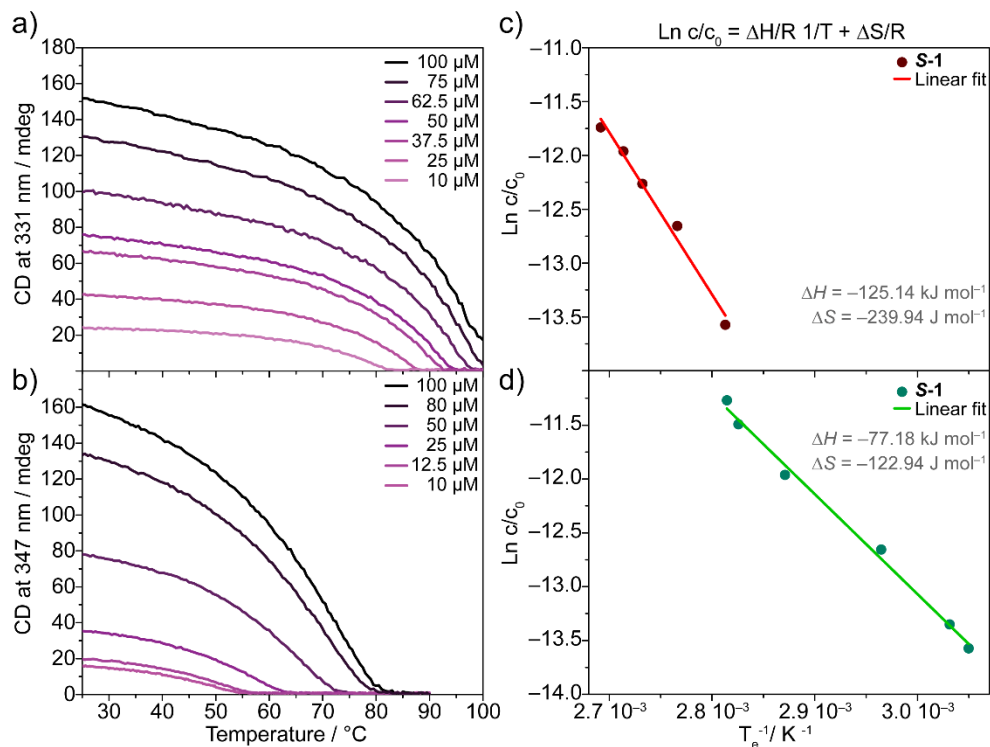 a)
CD at 331 nm / mdeg
180
160
140
120
100
80
60
40
20
100 µM
75 µM
62.5 µM
50 µM
37.5 µM
25 µM
10 µM
b)
CD at 347 nm / mdeg
160
140
120
100
80
60
40
20
0
100 µM
80 µM
50 µM
25 µM
12.5 µM
10 µM
30 40 50 60 70 80 90 100
Temperature / °C
c)
Ln c/c₀ = ΔH/R 1/T + ΔS/R
Ln c/c₀
−11.0
−11.5
−12.0
−12.5
−13.0
−13.5
S-1
Linear fit
ΔH = −125.14 kJ mol⁻¹
ΔS = −239.94 J mol⁻¹
d)
Ln c/c₀
−11.5
−12.0
−12.5
−13.0
−13.5
−14.0
S-1
Linear fit
ΔH = −77.18 kJ mol⁻¹
ΔS = −122.94 J mol⁻¹
2.7 10⁻³ 2.8 10⁻³ 2.9 10⁻³ 3.0 10⁻³
Tₑ⁻¹/ K⁻¹